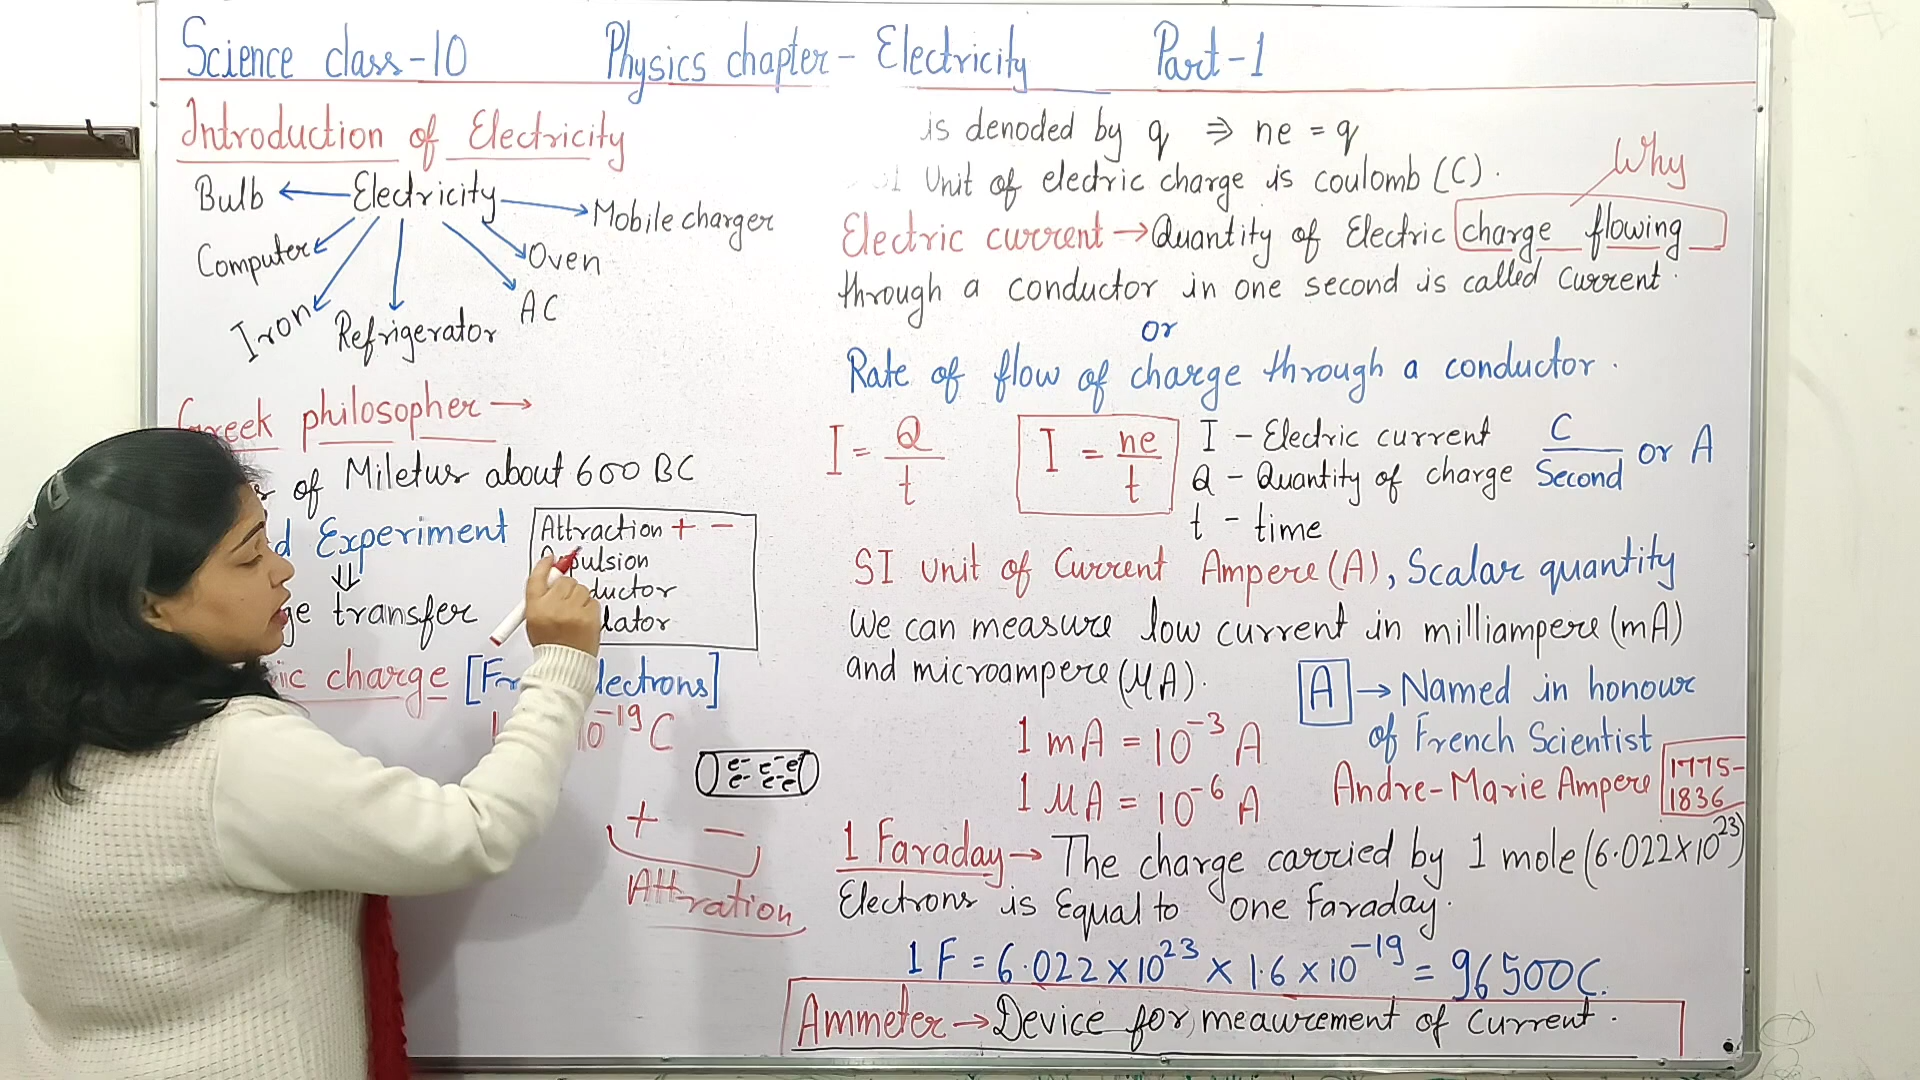 Science class-10 Physics chapter- Electricity Part-1
Introduction of Electricity
Bulb Electricity Mobile charger
Computer Oven
Iron Refrigerator AC
Greek philosopher →
of Miletus about 600 BC
Experiment
⇓
transfer
Attraction + -
charge [ lectrons]
10⁻¹⁹ C
e⁻ e⁻ e⁻
e⁻ e⁻ e⁻
+ -
Attration
is denoded by q ⇒ ne = q
Unit of electric charge is coulomb (C).
Why
Electric current → Quantity of Electric charge flowing
through a conductor in one second is called Current.
or
Rate of flow of charge through a conductor.
I = Q/t I = ne/t
I - Electric current C/Second or A
Q - Quantity of charge
t - time
SI unit of Current Ampere (A), Scalar quantity
We can measure low current in milliampere (mA)
and microampere (μA).
1 mA = 10⁻³ A
1 μA = 10⁻⁶ A
A → Named in honour
of French Scientist
Andre-Marie Ampere 1775-
1836
1 Faraday → The charge carried by 1 mole (6.022×10²³)
Electrons is Equal to one faraday.
1 F = 6.022 × 10²³ × 1.6 × 10⁻¹⁹ = 96500C.
Ammeter → Device for meaurement of Current.